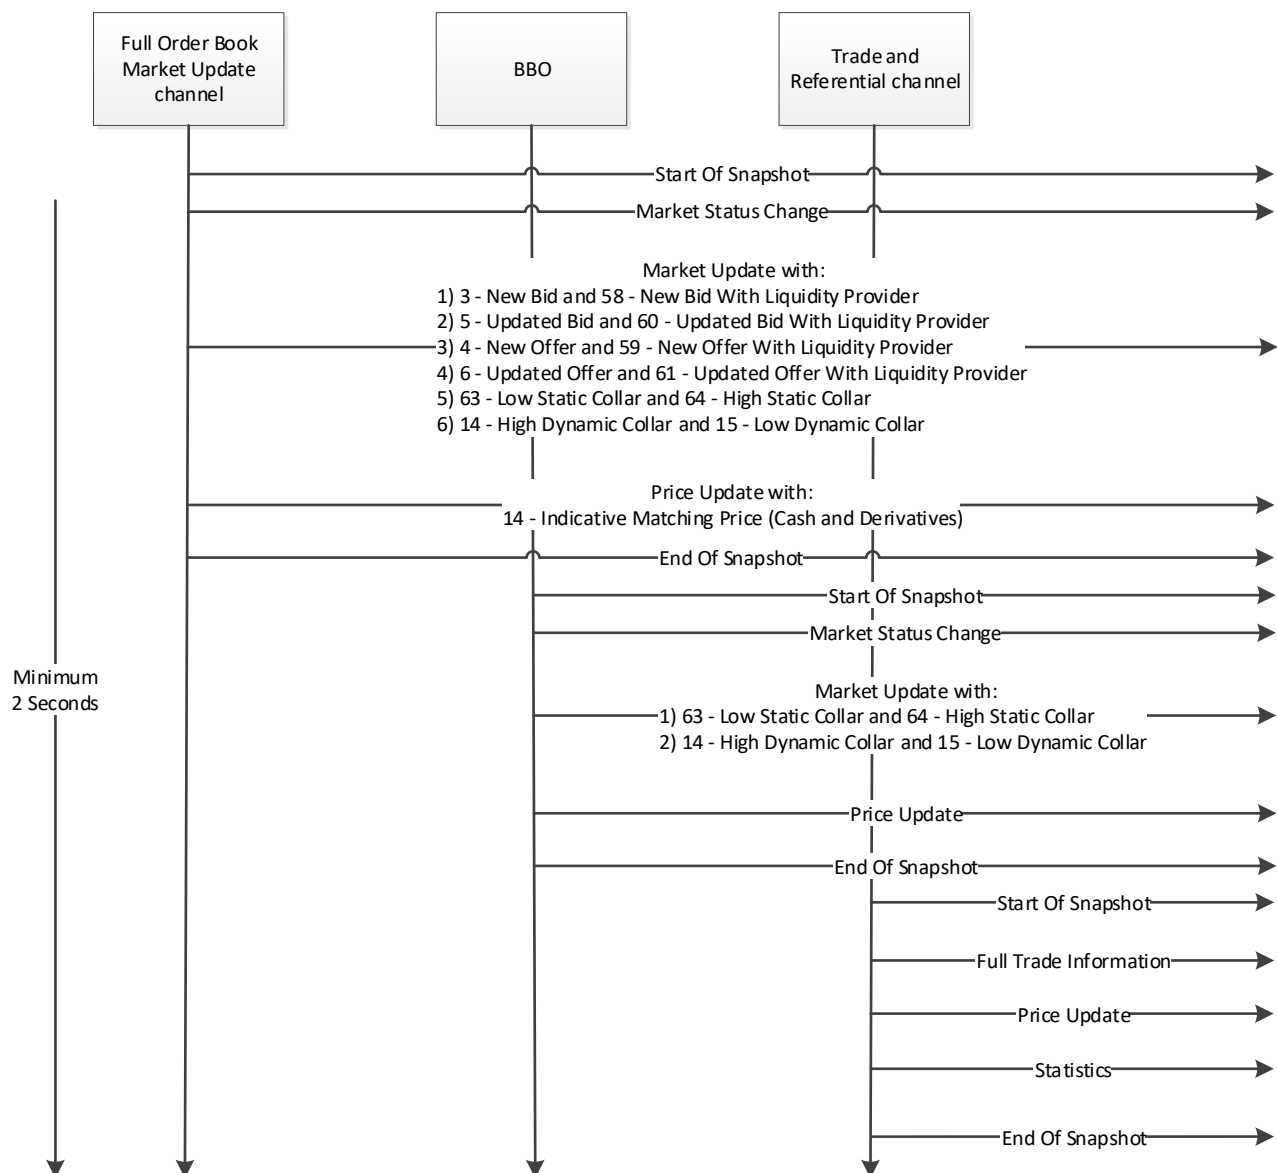 Full Order Book
Market Update
channel
BBO
Trade and
Referential channel
Start Of Snapshot
Market Status Change
Market Update with:
1) 3 - New Bid and 58 - New Bid With Liquidity Provider
2) 5 - Updated Bid and 60 - Updated Bid With Liquidity Provider
3) 4 - New Offer and 59 - New Offer With Liquidity Provider
4) 6 - Updated Offer and 61 - Updated Offer With Liquidity Provider
5) 63 - Low Static Collar and 64 - High Static Collar
6) 14 - High Dynamic Collar and 15 - Low Dynamic Collar
Price Update with:
14 - Indicative Matching Price (Cash and Derivatives)
End Of Snapshot
Start Of Snapshot
Market Status Change
Minimum
2 Seconds
Market Update with:
1) 63 - Low Static Collar and 64 - High Static Collar
2) 14 - High Dynamic Collar and 15 - Low Dynamic Collar
Price Update
End Of Snapshot
Start Of Snapshot
Full Trade Information
Price Update
Statistics
End Of Snapshot